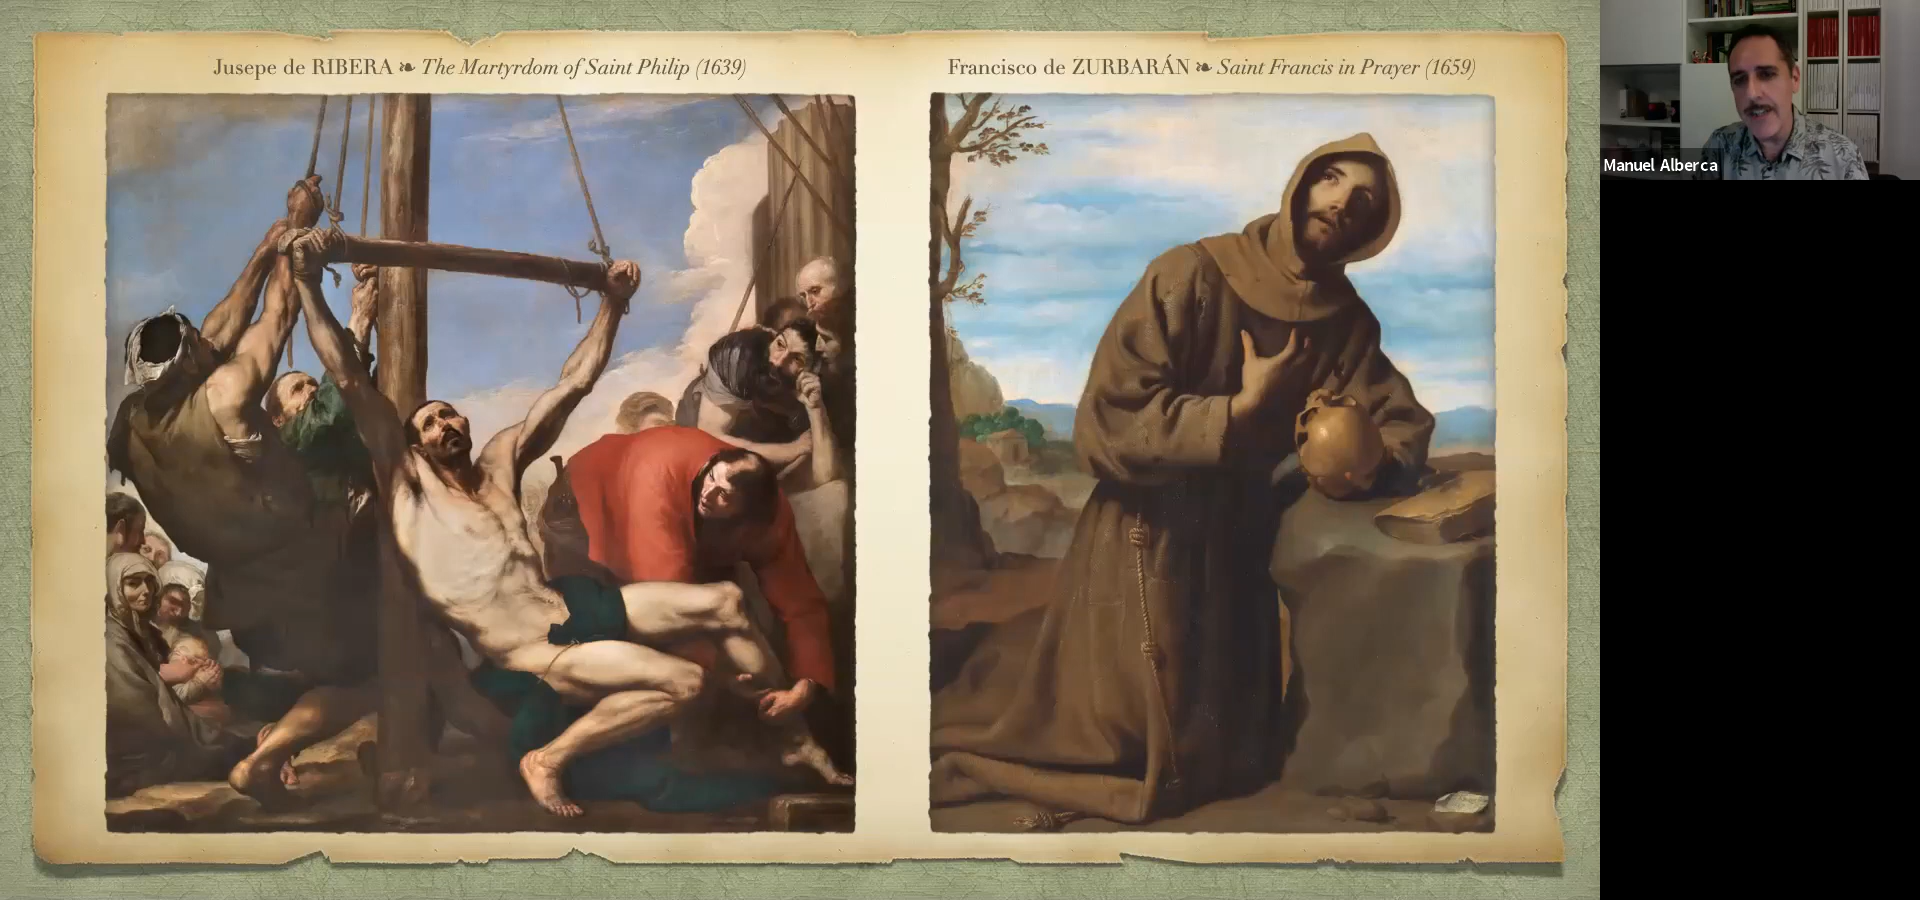 Jusepe de RIBERA ❧ The Martyrdom of Saint Philip (1639)
Francisco de ZURBARÁN ❧ Saint Francis in Prayer (1659)
Manuel Alberca